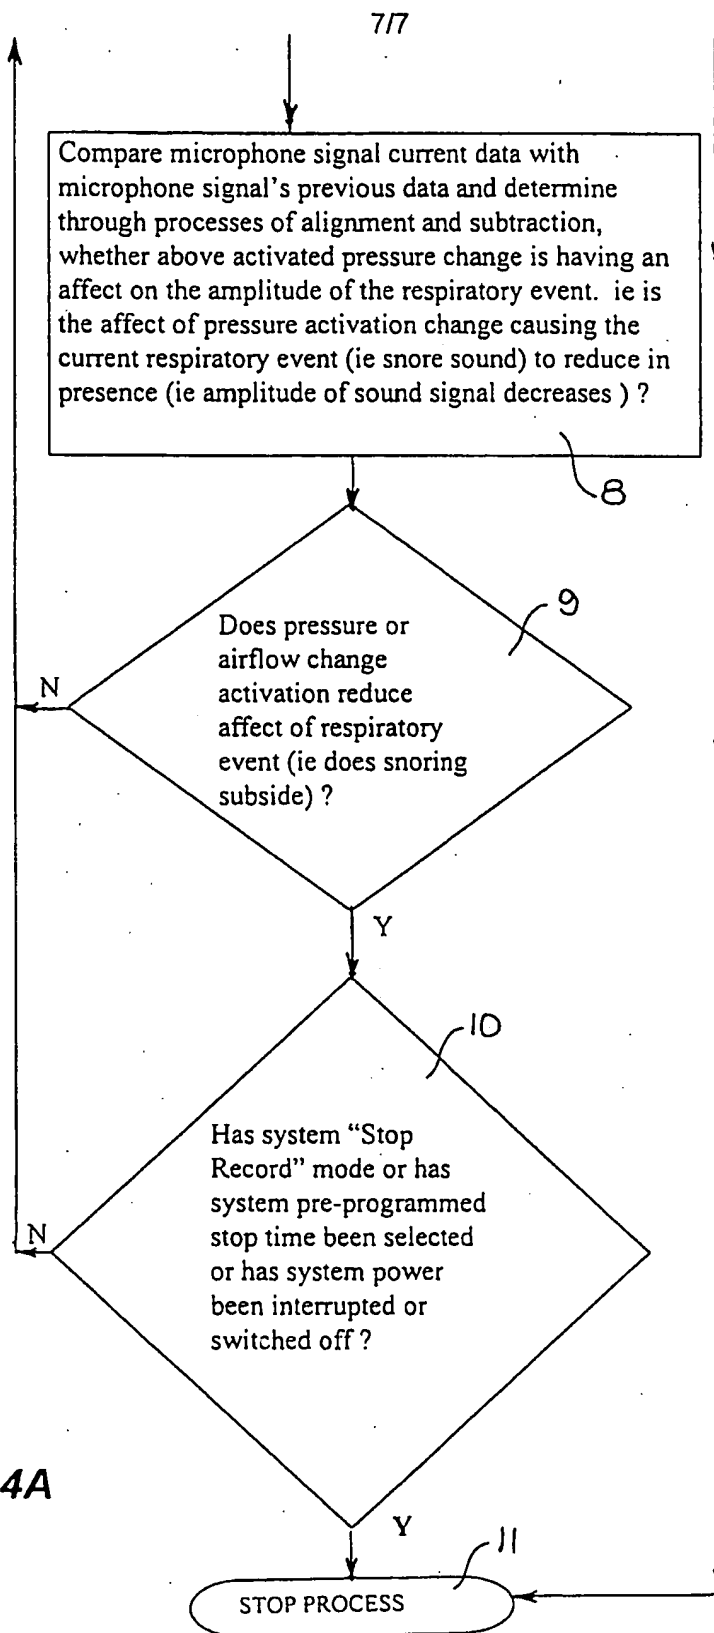 7/7
Compare microphone signal current data with
microphone signal's previous data and determine
through processes of alignment and subtraction,
whether above activated pressure change is having an
affect on the amplitude of the respiratory event. ie is
the affect of pressure activation change causing the
current respiratory event (ie snore sound) to reduce in
presence (ie amplitude of sound signal decreases ) ?
8
9
Does pressure or
airflow change
activation reduce
affect of respiratory
event (ie does snoring
subside) ?
N
Y
10
Has system “Stop
Record” mode or has
system pre-programmed
stop time been selected
or has system power
been interrupted or
switched off ?
N
4A
Y
11
STOP PROCESS